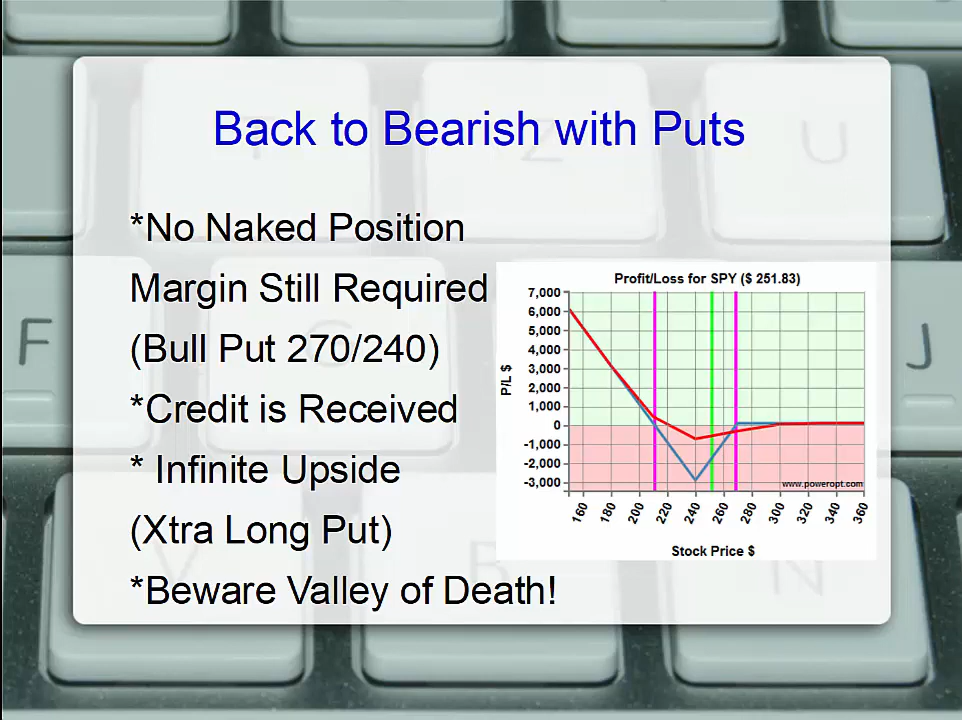 Back to Bearish with Puts
*No Naked Position
Margin Still Required
(Bull Put 270/240)
*Credit is Received
* Infinite Upside
(Xtra Long Put)
*Beware Valley of Death!
Profit/Loss for SPY ($ 251.83)
P/L $
7,000
6,000
5,000
4,000
3,000
2,000
1,000
0
-1,000
-2,000
-3,000
www.poweropt.com
160 180 200 220 240 260 280 300 320 340 360
Stock Price $
F
G
J
V
B
N
T
Z
U